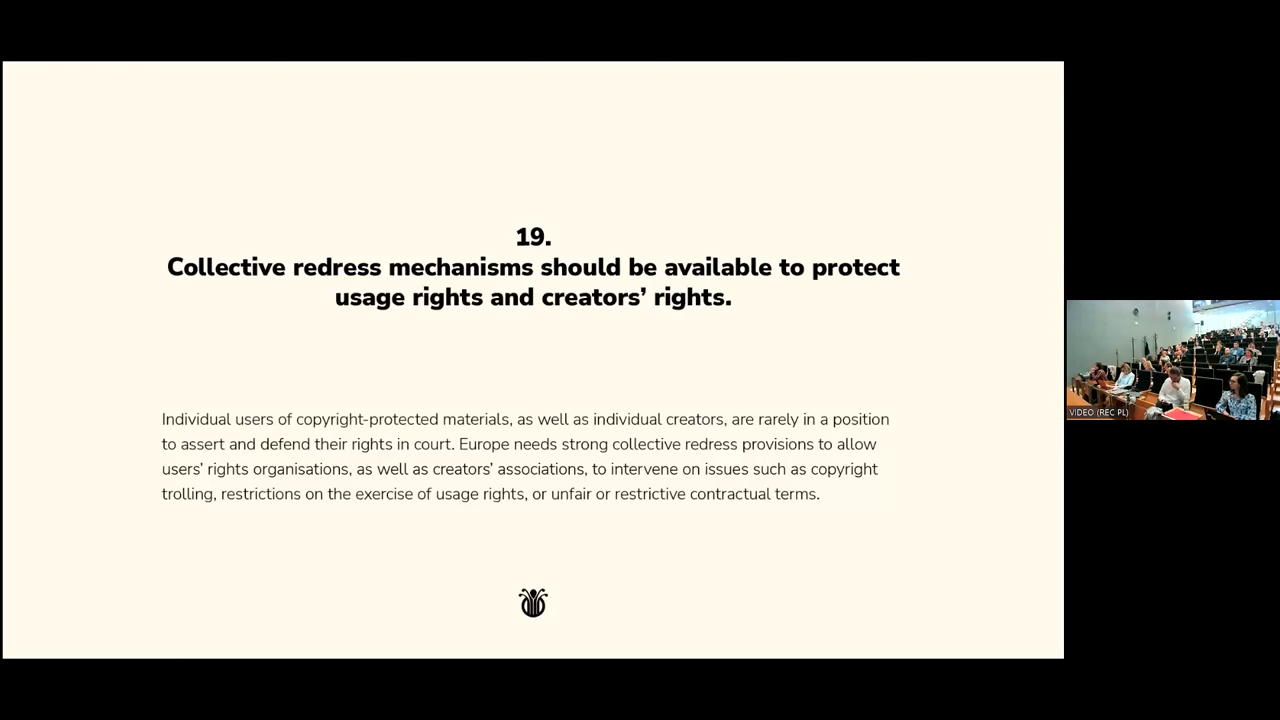 19.
Collective redress mechanisms should be available to protect
usage rights and creators’ rights.
Individual users of copyright-protected materials, as well as individual creators, are rarely in a position
to assert and defend their rights in court. Europe needs strong collective redress provisions to allow
users’ rights organisations, as well as creators’ associations, to intervene on issues such as copyright
trolling, restrictions on the exercise of usage rights, or unfair or restrictive contractual terms.
VIDEO (REC PL)